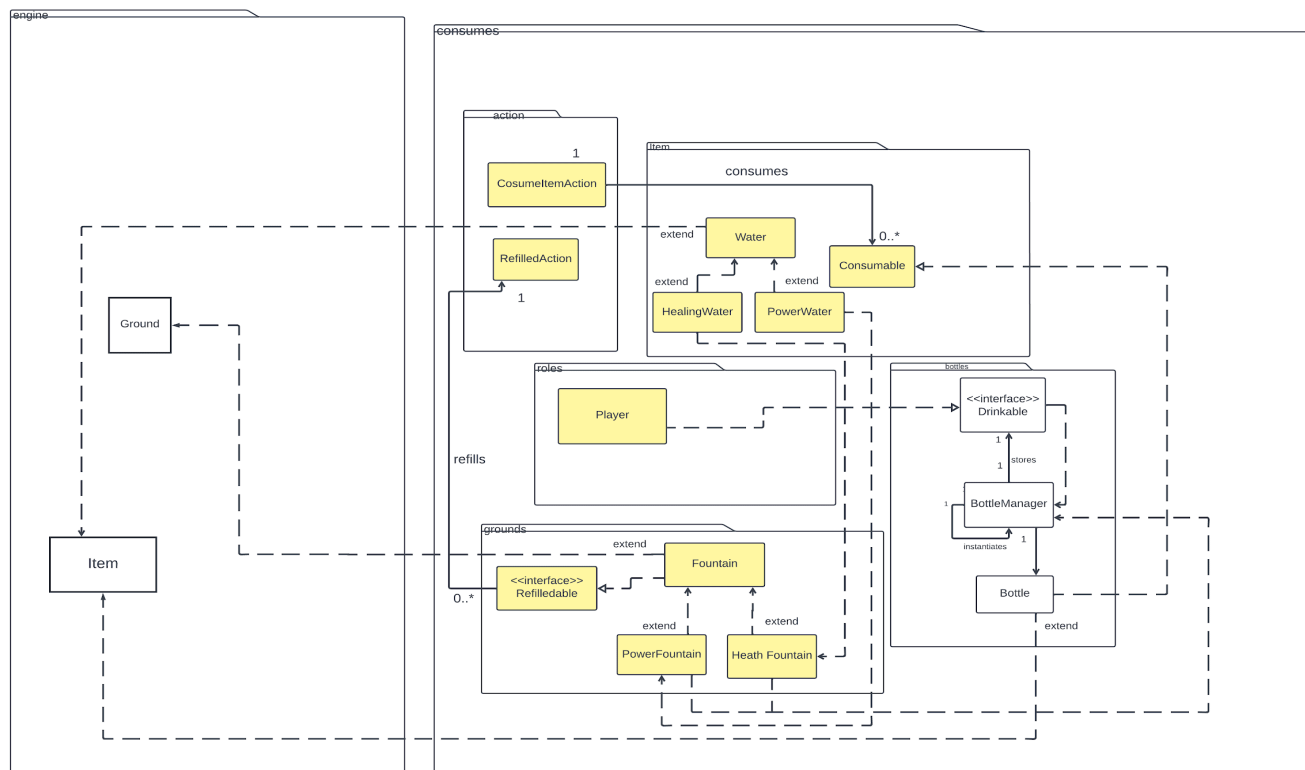 engine
consumes
action
1
CosumeItemAction
RefilledAction
1
Item
consumes
extend
Water
0..*
Consumable
extend
extend
HealingWater
PowerWater
Ground
roles
Player
bottles
<<interface>>
Drinkable
1
1
stores
1
BottleManager
instantiates
1
Bottle
extend
refills
grounds
extend
Fountain
<<interface>>
Refilledable
0..*
extend
extend
PowerFountain
Heath Fountain
Item